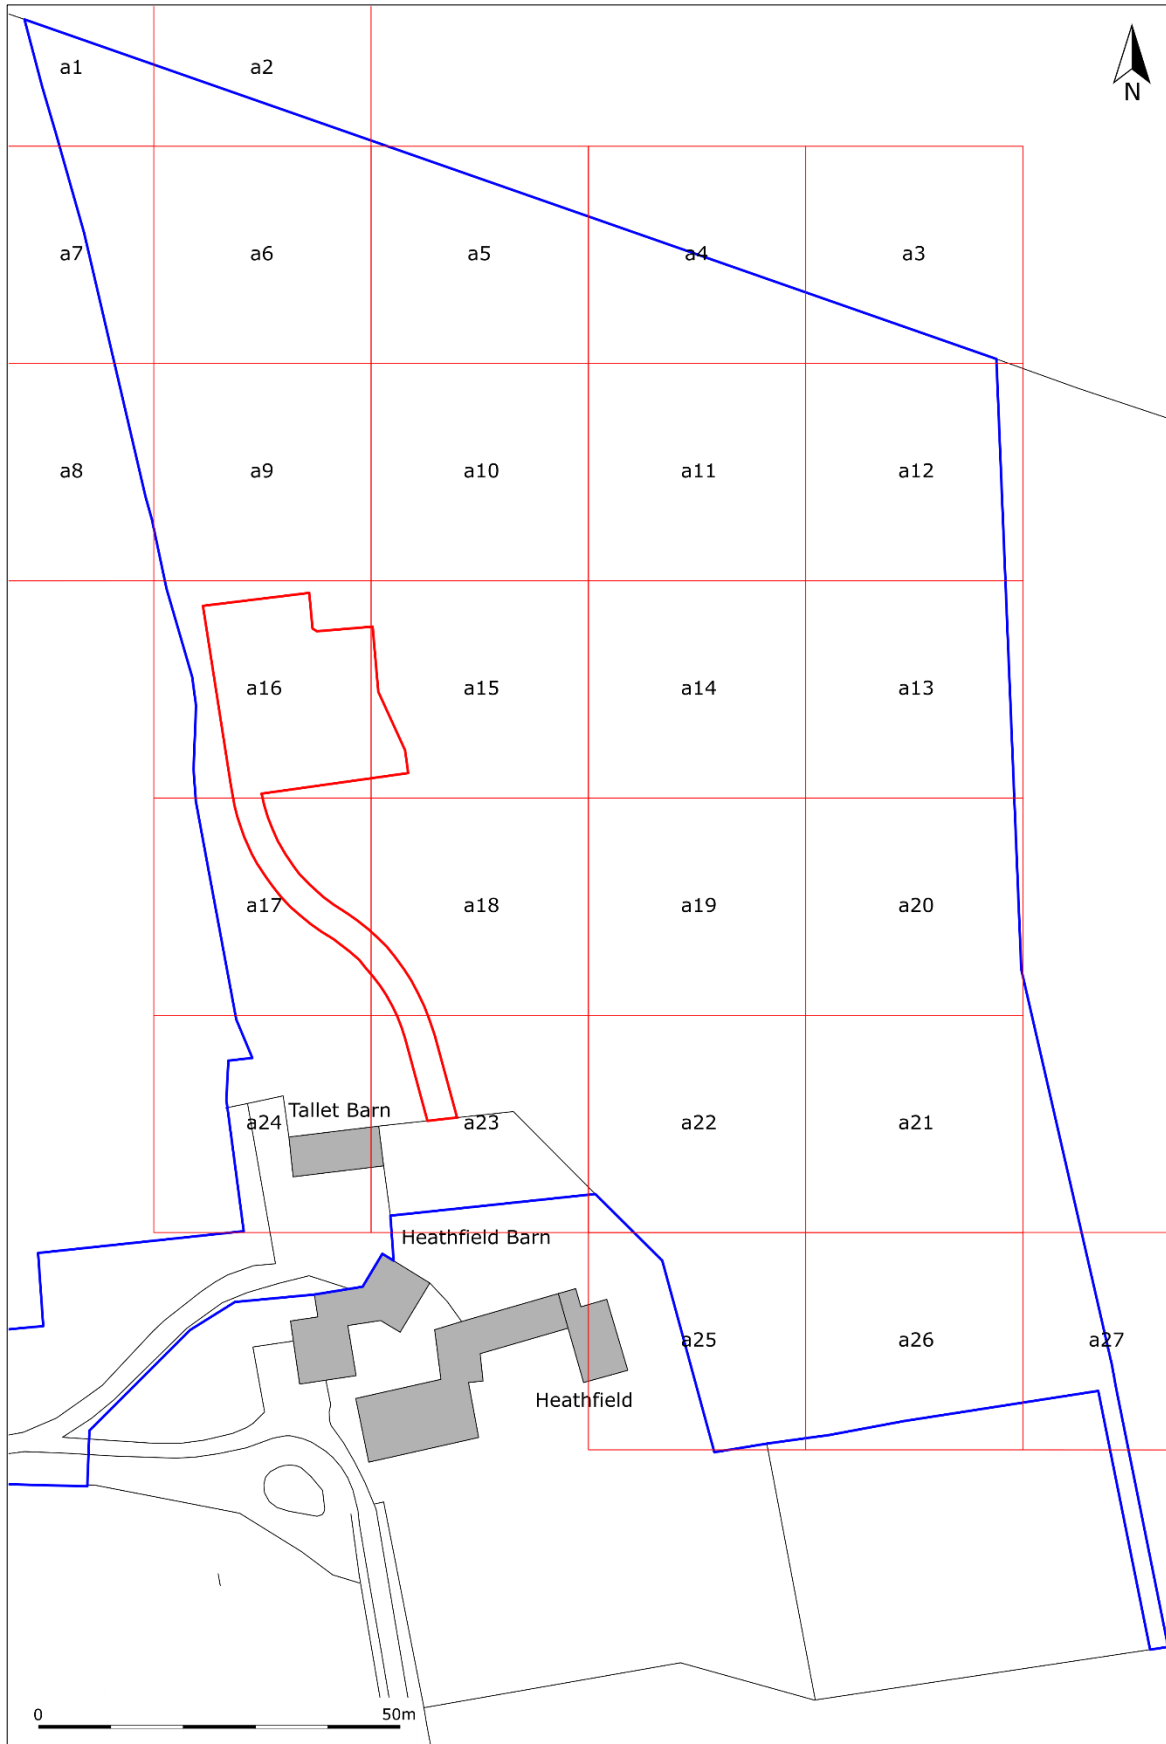 a1 a2
N
a7 a6 a5 a4 a3
a8 a9 a10 a11 a12
a16 a15 a14 a13
a17 a18 a19 a20
Tallet Barn
a24 a23 a22 a21
Heathfield Barn
a25 a26 a27
Heathfield
0 50m